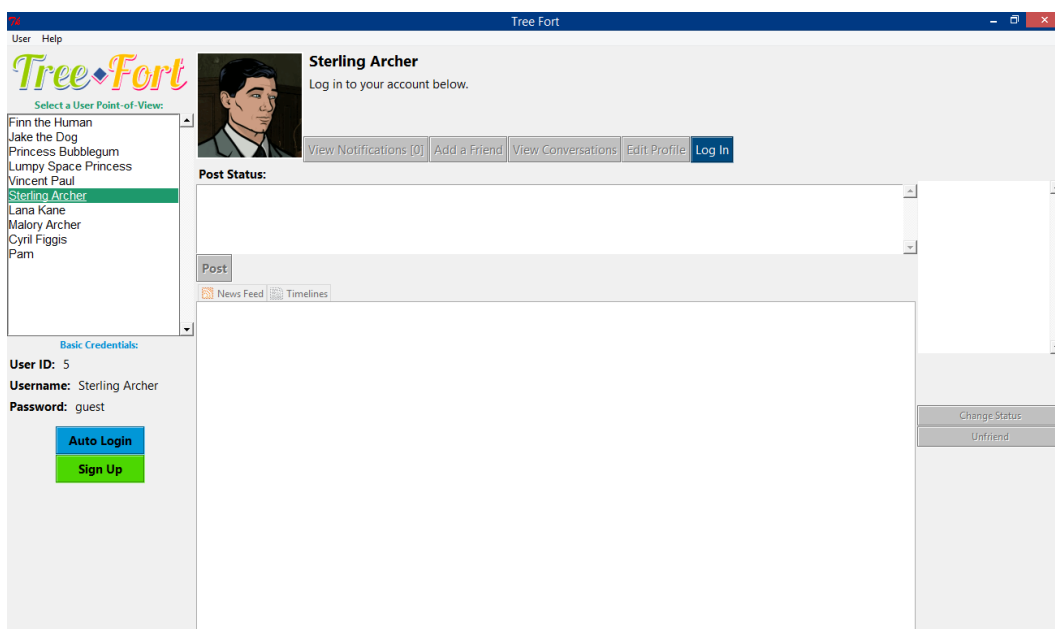 Tree Fort
User Help
Tree Fort
Select a User Point-of-View:
Finn the Human
Jake the Dog
Princess Bubblegum
Lumpy Space Princess
Vincent Paul
Sterling Archer
Lana Kane
Malory Archer
Cyril Figgis
Pam
Basic Credentials:
User ID: 5
Username: Sterling Archer
Password: guest
Auto Login
Sign Up
Sterling Archer
Log in to your account below.
View Notifications [0] Add a Friend View Conversations Edit Profile Log In
Post Status:
Post
News Feed Timelines
Change Status
Unfriend